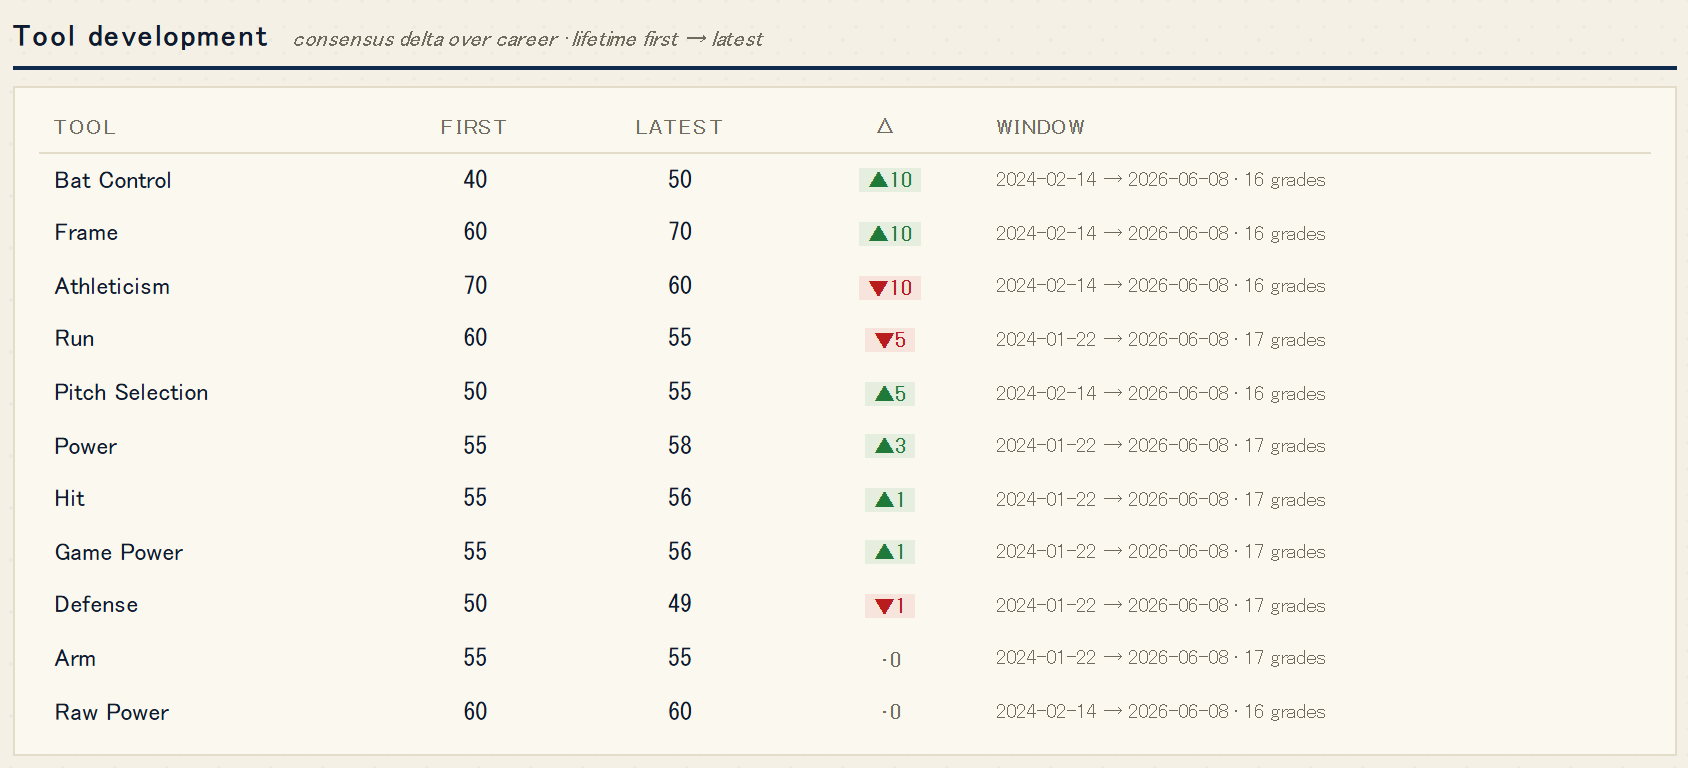 Tool development consensus delta over career · lifetime first → latest
TOOL FIRST LATEST Δ WINDOW
Bat Control 40 50 ▲10 2024-02-14 → 2026-06-08 · 16 grades
Frame 60 70 ▲10 2024-02-14 → 2026-06-08 · 16 grades
Athleticism 70 60 ▼10 2024-02-14 → 2026-06-08 · 16 grades
Run 60 55 ▼5 2024-01-22 → 2026-06-08 · 17 grades
Pitch Selection 50 55 ▲5 2024-02-14 → 2026-06-08 · 16 grades
Power 55 58 ▲3 2024-01-22 → 2026-06-08 · 17 grades
Hit 55 56 ▲1 2024-01-22 → 2026-06-08 · 17 grades
Game Power 55 56 ▲1 2024-01-22 → 2026-06-08 · 17 grades
Defense 50 49 ▼1 2024-01-22 → 2026-06-08 · 17 grades
Arm 55 55 ·0 2024-01-22 → 2026-06-08 · 17 grades
Raw Power 60 60 ·0 2024-02-14 → 2026-06-08 · 16 grades